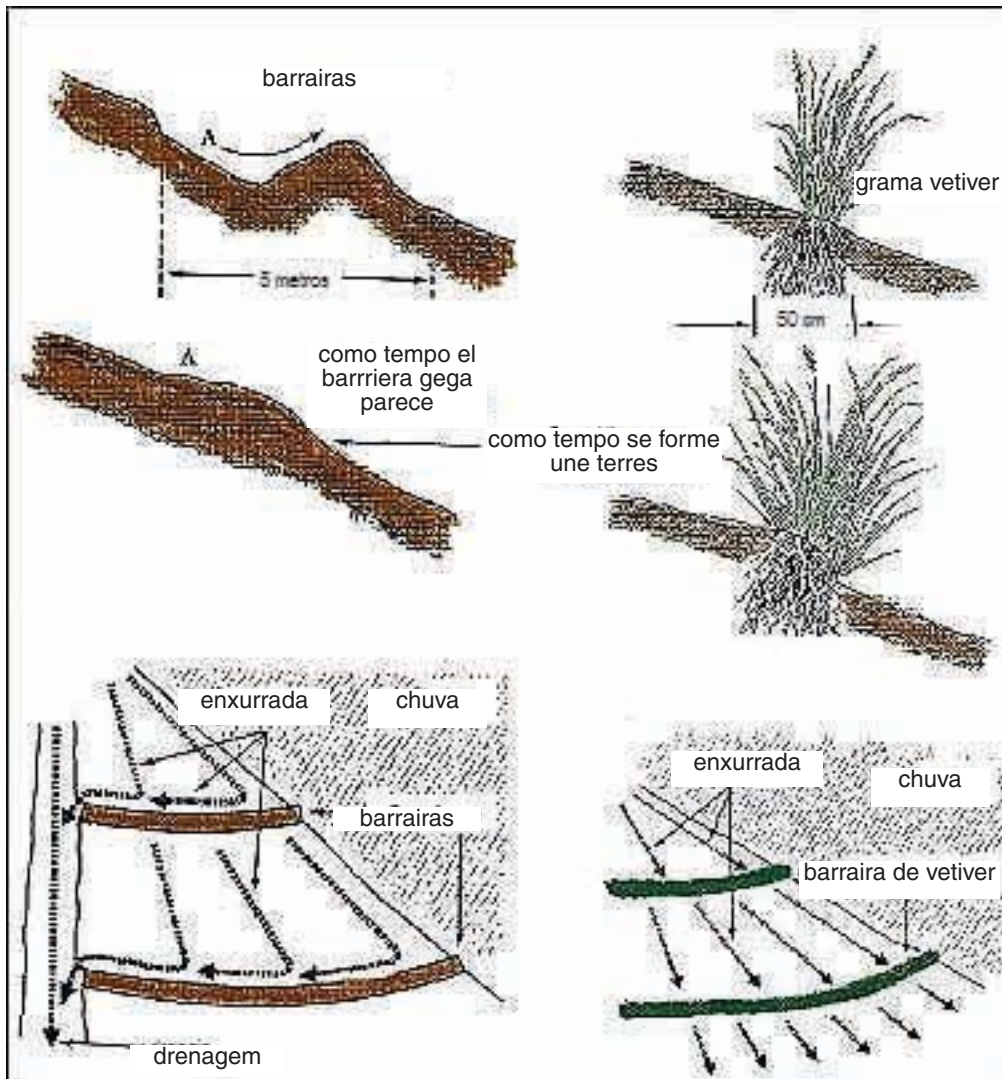 barrairas
A
5 metros
grama vetiver
50 cm
A
como tempo el
barrriera gega
parece
como tempo se forme
une terres
enxurrada
chuva
barrairas
drenagem
enxurrada
chuva
barraira de vetiver